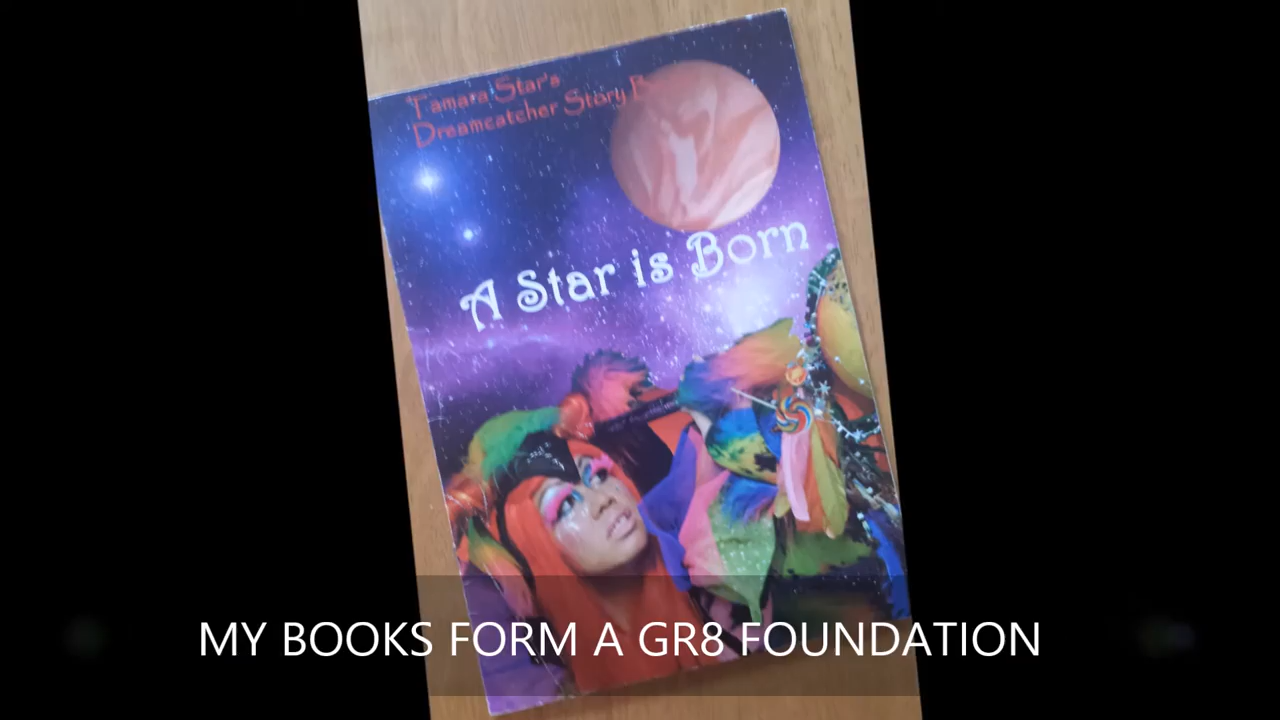 Tamara Star's
Dreamcatcher Story
A Star is Born
MY BOOKS FORM A GR8 FOUNDATION